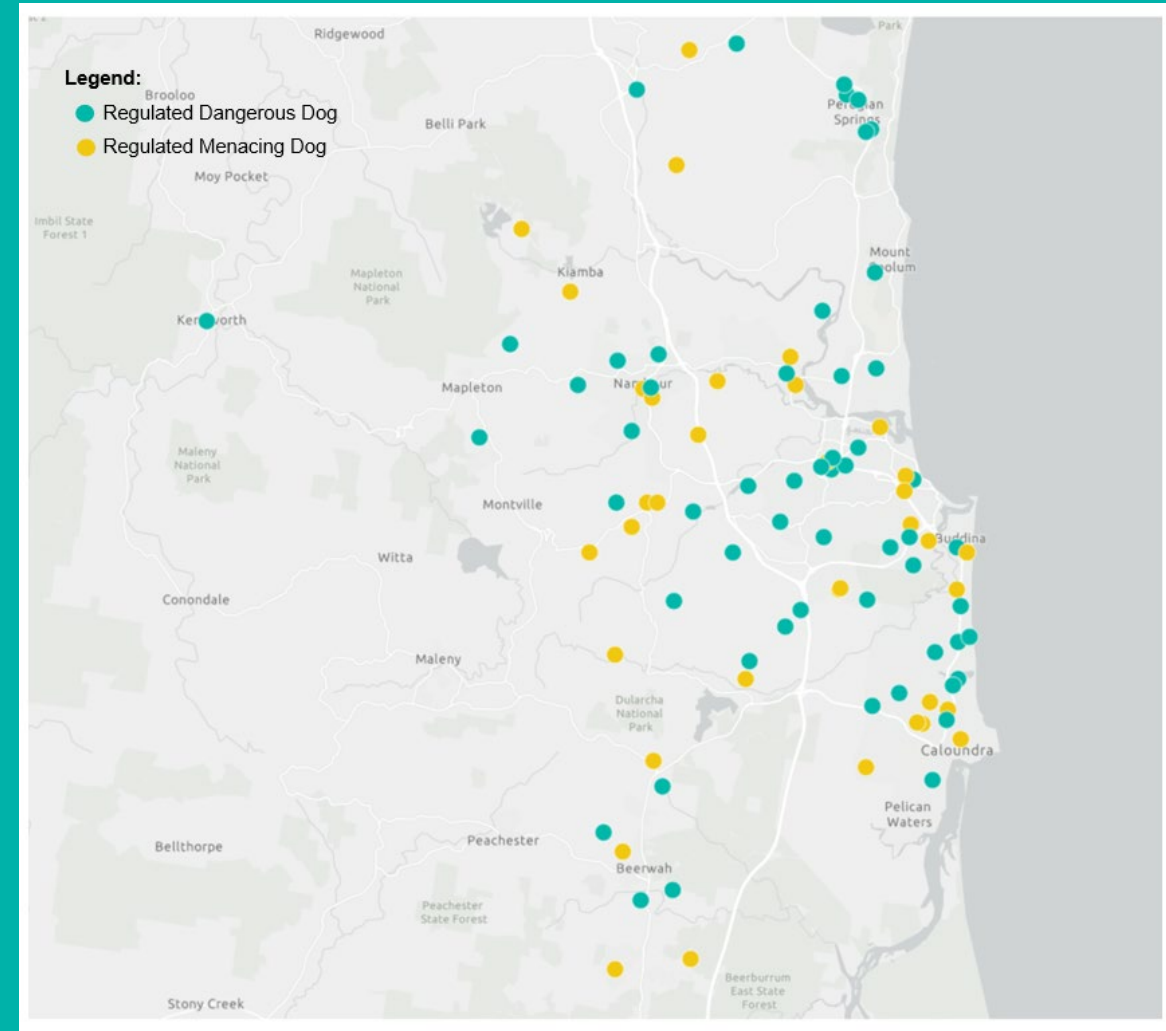 Park
Ridgewood
Legend:
Brooloo
Regulated Dangerous Dog
Belli Park
Regulated Menacing Dog
Springs
Moy Pocket
Imbil State
Forest 1
Mount
Kiamba
Mapleton
National
Park
Mapleton
Maleny
National
Park
Montville
Buddina
Witta
Conondale
Maleny
Dularcha
National
Park
Caloundra
Pelican
Waters
Peachester
Bellthorpe
Beerwah
Peachester
State Forest
Beerburrum
East State
Forest
Stony Creek